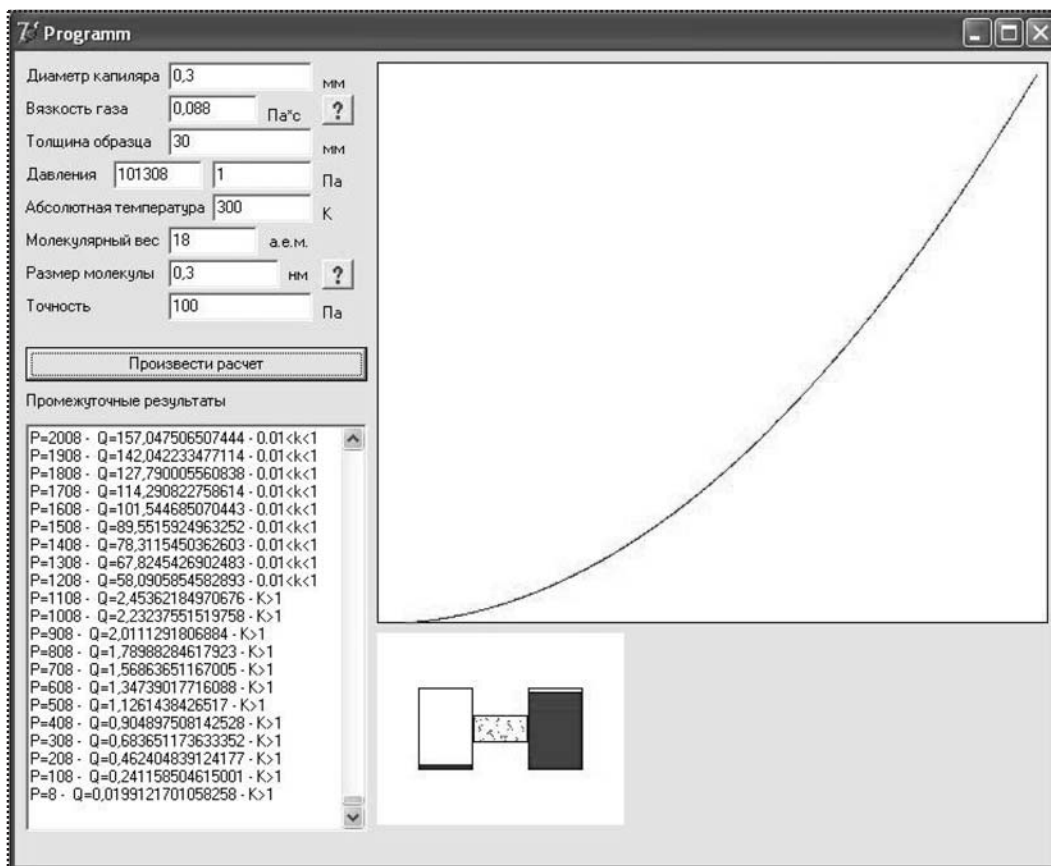 Programm
Диаметр капиляра 0,3 мм
Вязкость газа 0,088 Па*с ?
Толщина образца 30 мм
Давления 101308 1 Па
Абсолютная температура 300 К
Молекулярный вес 18 а.е.м.
Размер молекулы 0,3 нм ?
Точность 100 Па
Произвести расчет
Промежуточные результаты
P=2008 - Q=157,047506507444 - 0.01<k<1
P=1908 - Q=142,042233477114 - 0.01<k<1
P=1808 - Q=127,790005560838 - 0.01<k<1
P=1708 - Q=114,290822758614 - 0.01<k<1
P=1608 - Q=101,544685070443 - 0.01<k<1
P=1508 - Q=89,5515924963252 - 0.01<k<1
P=1408 - Q=78,3115450362603 - 0.01<k<1
P=1308 - Q=67,8245426902483 - 0.01<k<1
P=1208 - Q=58,0905854582893 - 0.01<k<1
P=1108 - Q=2,45362184970676 - K>1
P=1008 - Q=2,23237551519758 - K>1
P=908 - Q=2,0111291806884 - K>1
P=808 - Q=1,78988284617923 - K>1
P=708 - Q=1,56863651167005 - K>1
P=608 - Q=1,34739017716088 - K>1
P=508 - Q=1,1261438426517 - K>1
P=408 - Q=0,904897508142528 - K>1
P=308 - Q=0,683651173633352 - K>1
P=208 - Q=0,462404839124177 - K>1
P=108 - Q=0,241158504615001 - K>1
P=8 - Q=0,0199121701058258 - K>1